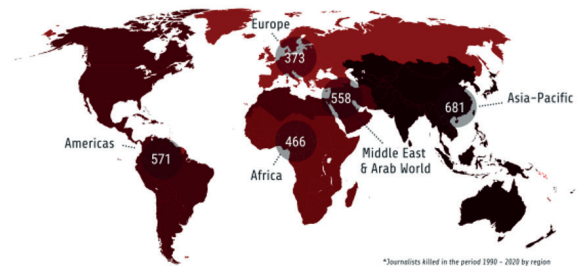 Europe
373
558
681
Asia-Pacific
Americas
571
466
Africa
Middle East
& Arab World
*Journalists killed in the period 1990 - 2020 by region